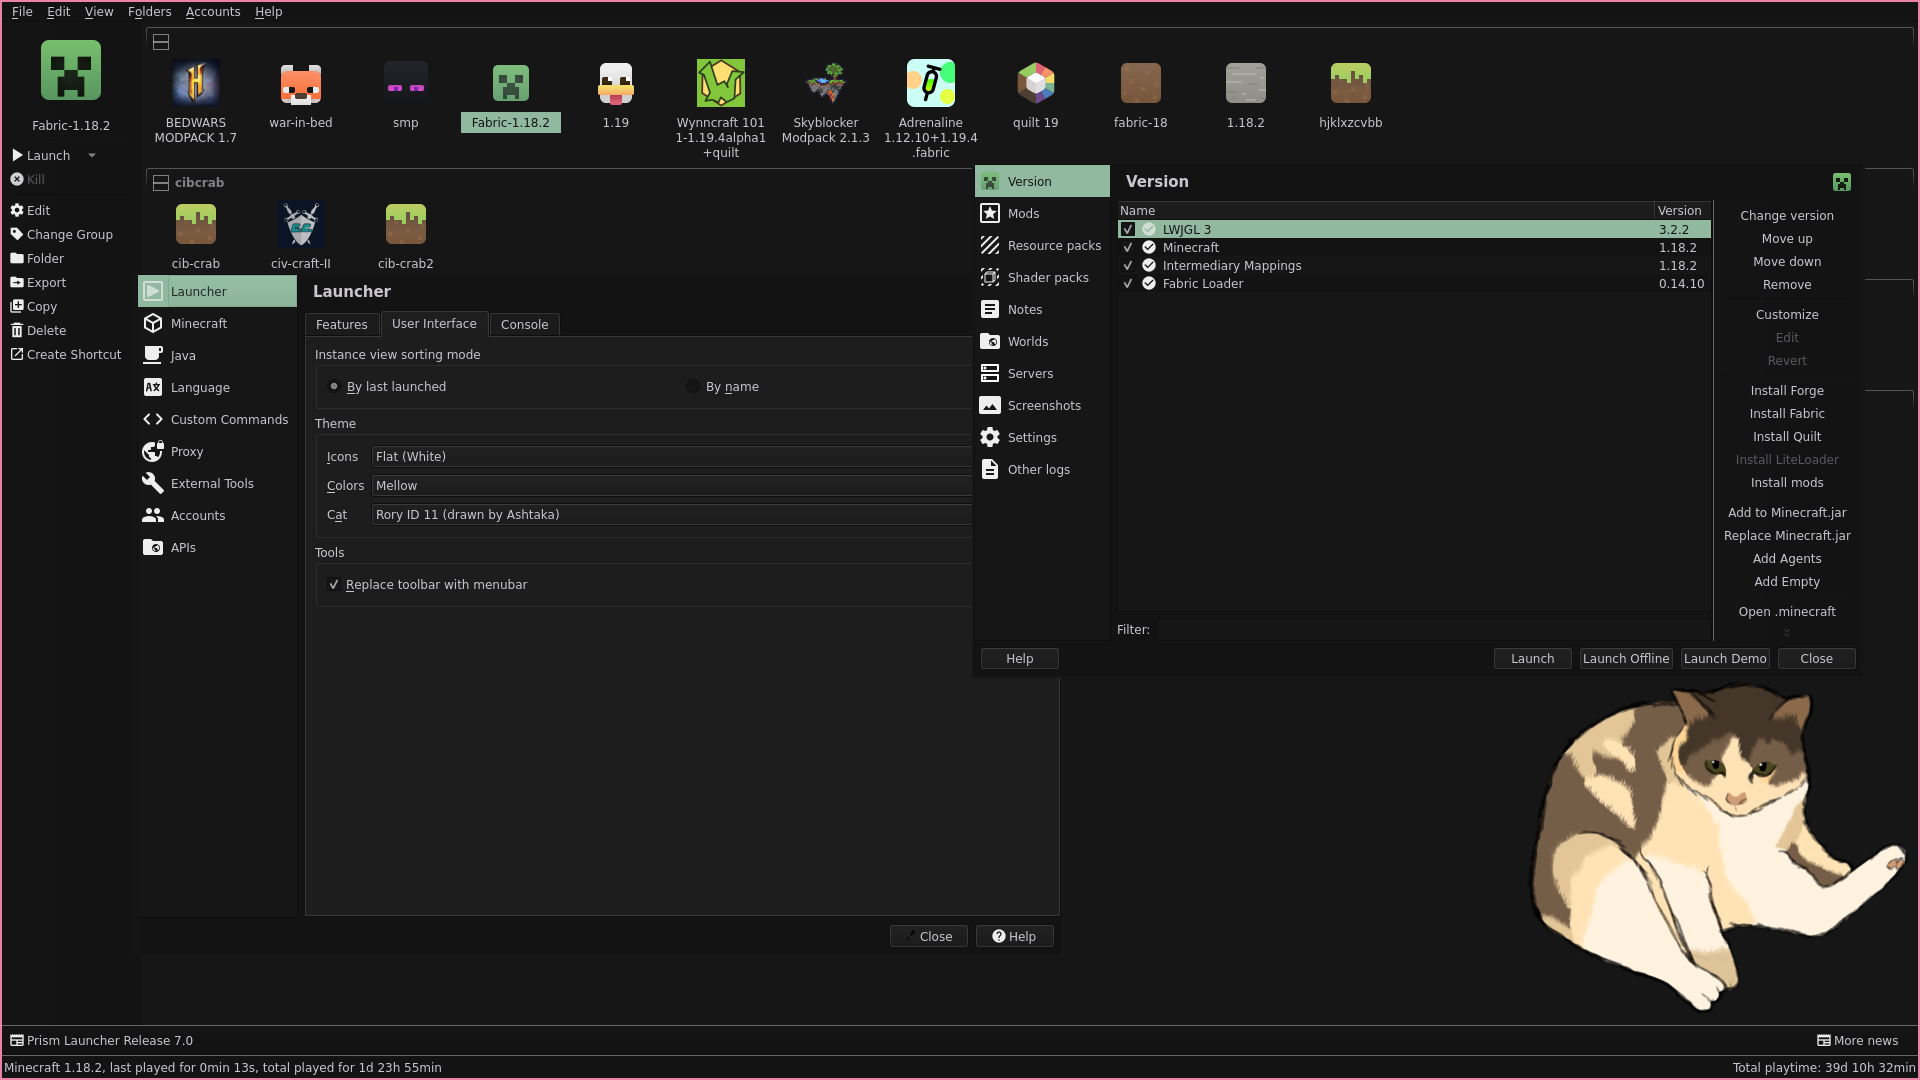 File Edit View Folders Accounts Help
Fabric-1.18.2
Launch
Kill
Edit
Change Group
Folder
Export
Copy
Delete
Create Shortcut
BEDWARS
MODPACK 1.7
war-in-bed
smp
Fabric-1.18.2
1.19
Wynncraft 101
1-1.19.4alpha1
+quilt
Skyblocker
Modpack 2.1.3
Adrenaline
1.12.10+1.19.4
.fabric
quilt 19
fabric-18
1.18.2
hjklxzcvbb
cibcrab
cib-crab
civ-craft-II
cib-crab2
Launcher
Minecraft
Java
Language
Custom Commands
Proxy
External Tools
Accounts
APIs
Launcher
Features User Interface Console
Instance view sorting mode
By last launched By name
Theme
Icons Flat (White)
Colors Mellow
Cat Rory ID 11 (drawn by Ashtaka)
Tools
Replace toolbar with menubar
Close Help
Version
Mods
Resource packs
Shader packs
Notes
Worlds
Servers
Screenshots
Settings
Other logs
Version
Name Version
LWJGL 3 3.2.2
Minecraft 1.18.2
Intermediary Mappings 1.18.2
Fabric Loader 0.14.10
Filter:
Change version
Move up
Move down
Remove
Customize
Edit
Revert
Install Forge
Install Fabric
Install Quilt
Install LiteLoader
Install mods
Add to Minecraft.jar
Replace Minecraft.jar
Add Agents
Add Empty
Open .minecraft
Help Launch Launch Offline Launch Demo Close
Prism Launcher Release 7.0 More news
Minecraft 1.18.2, last played for 0min 13s, total played for 1d 23h 55min Total playtime: 39d 10h 32min